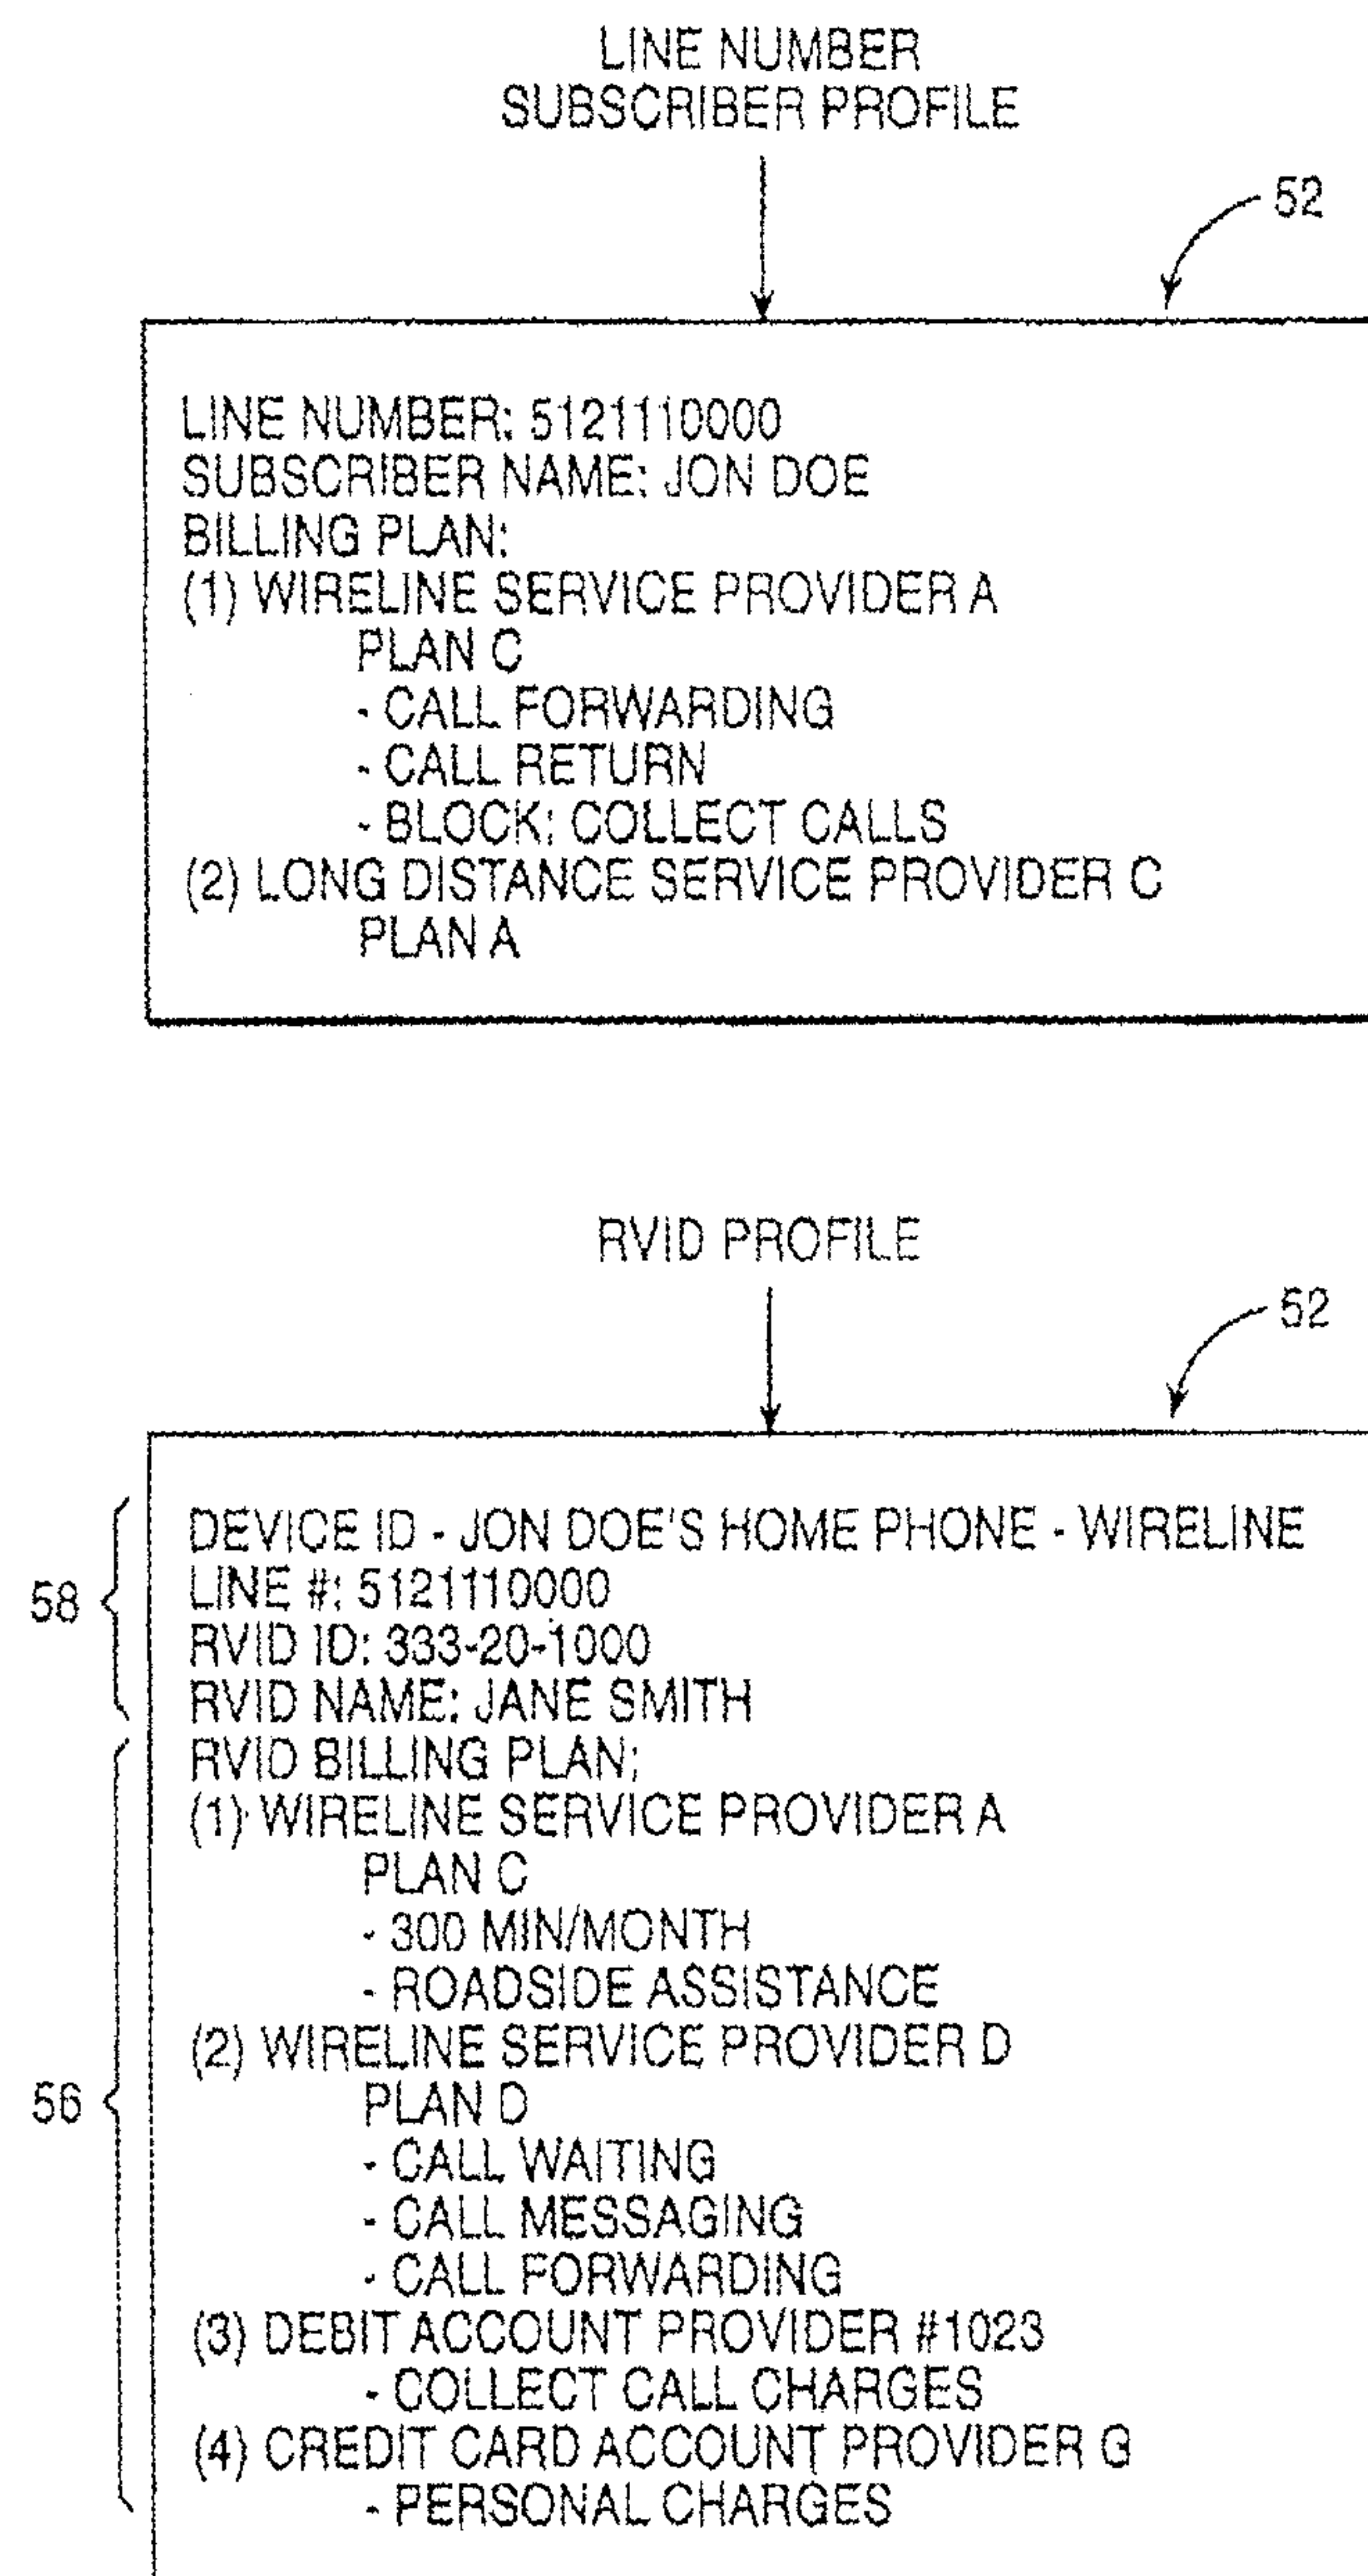 LINE NUMBER
SUBSCRIBER PROFILE
52
LINE NUMBER: 5121110000
SUBSCRIBER NAME: JON DOE
BILLING PLAN:
(1) WIRELINE SERVICE PROVIDER A
PLAN C
- CALL FORWARDING
- CALL RETURN
- BLOCK: COLLECT CALLS
(2) LONG DISTANCE SERVICE PROVIDER C
PLAN A
RVID PROFILE
52
58
DEVICE ID - JON DOE'S HOME PHONE - WIRELINE
LINE #: 5121110000
RVID ID: 333-20-1000
RVID NAME: JANE SMITH
56
RVID BILLING PLAN:
(1) WIRELINE SERVICE PROVIDER A
PLAN C
- 300 MIN/MONTH
- ROADSIDE ASSISTANCE
(2) WIRELINE SERVICE PROVIDER D
PLAN D
- CALL WAITING
- CALL MESSAGING
- CALL FORWARDING
(3) DEBIT ACCOUNT PROVIDER #1023
- COLLECT CALL CHARGES
(4) CREDIT CARD ACCOUNT PROVIDER G
- PERSONAL CHARGES